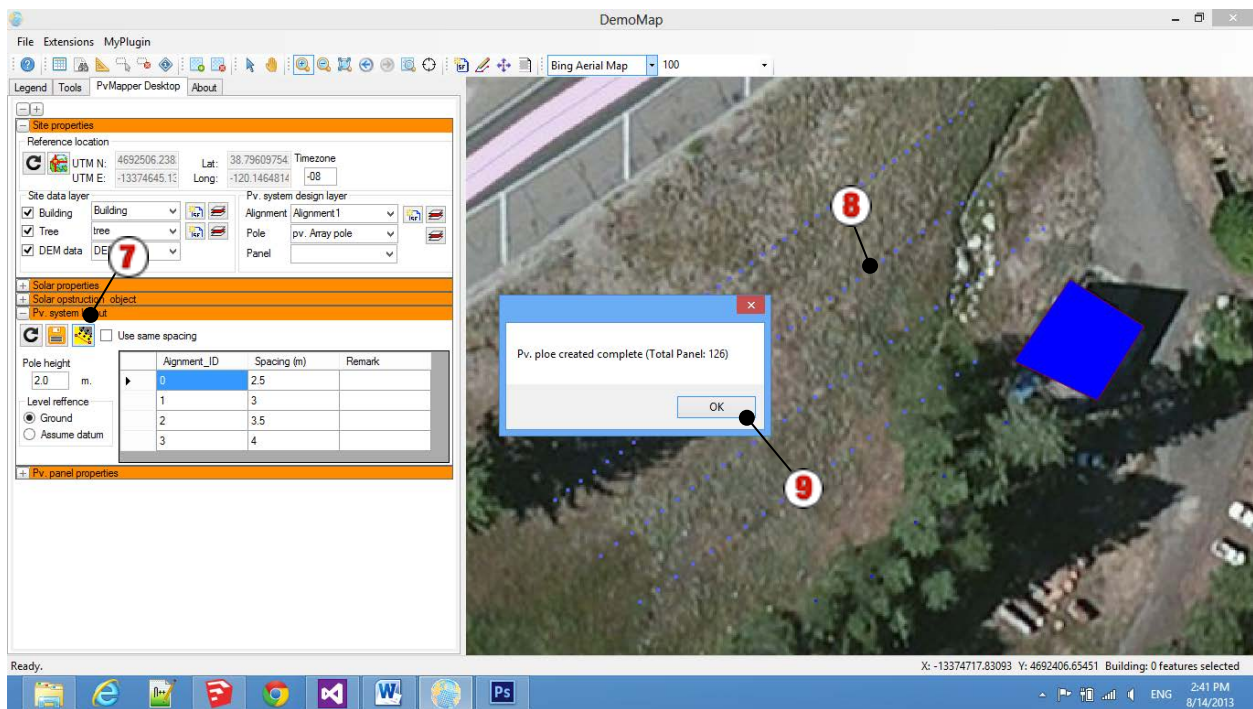 DemoMap
File Extensions MyPlugin
Bing Aerial Map 100
Legend Tools PvMapper Desktop About
Site properties
Reference location
UTM N: 4692506.238 Lat: 38.79609754 Timezone
UTM E: -13374645.13 Long: -120.1464814 -08
Site data layer Pv. system design layer
Building Building Alignment Alignment1
Tree tree Pole pv. Array pole
DEM data Panel
7
8
Solar properties
Solar opstruction object
Pv. system
Use same spacing
Pole height Aignment_ID Spacing (m) Remark
2.0 m. 0 2.5
Level reffence 1 3
Ground 2 3.5
Assume datum 3 4
Pv. panel properties
Pv. ploe created complete (Total Panel: 126)
OK
9
Ready. X: -13374717.83093 Y: 4692406.65451 Building: 0 features selected
Ps ENG 2:41 PM
8/14/2013